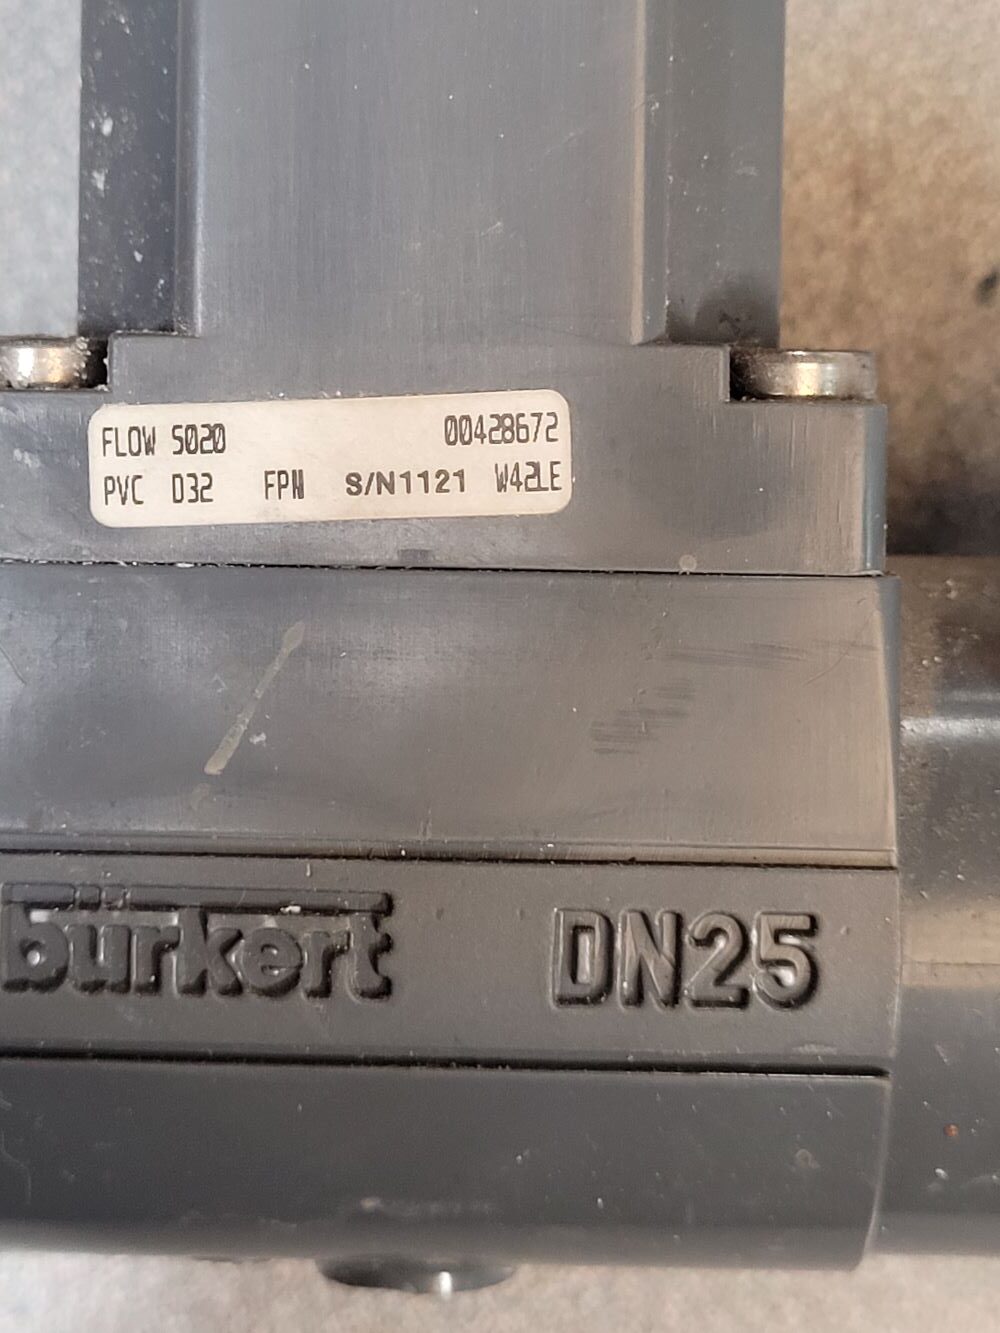 FLOW S020 00428672
PVC D32 FPM S/N1121 W42LE
bürkert DN25